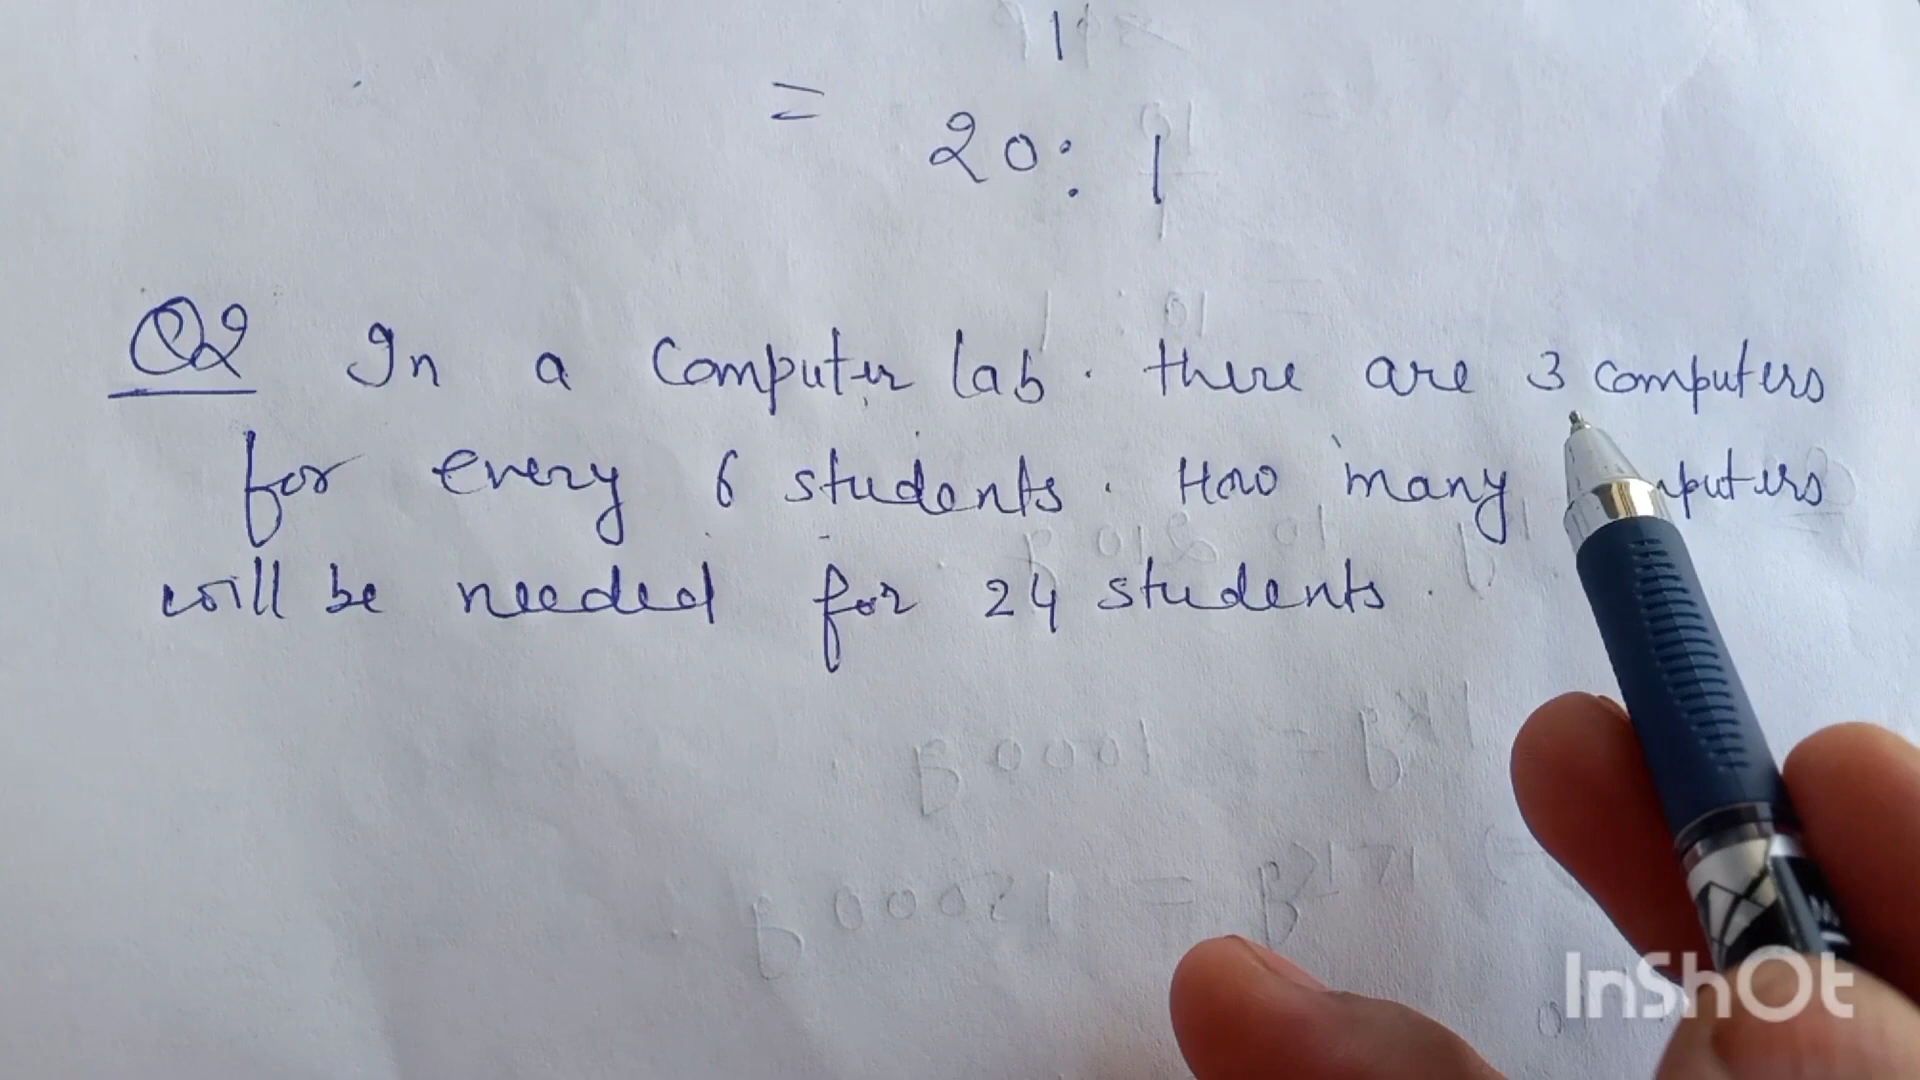 1
= 20 : 1
Q2 In a Computer lab. there are 3 computers
for every 6 students. How many
will be needed for 24 students.
InShOt